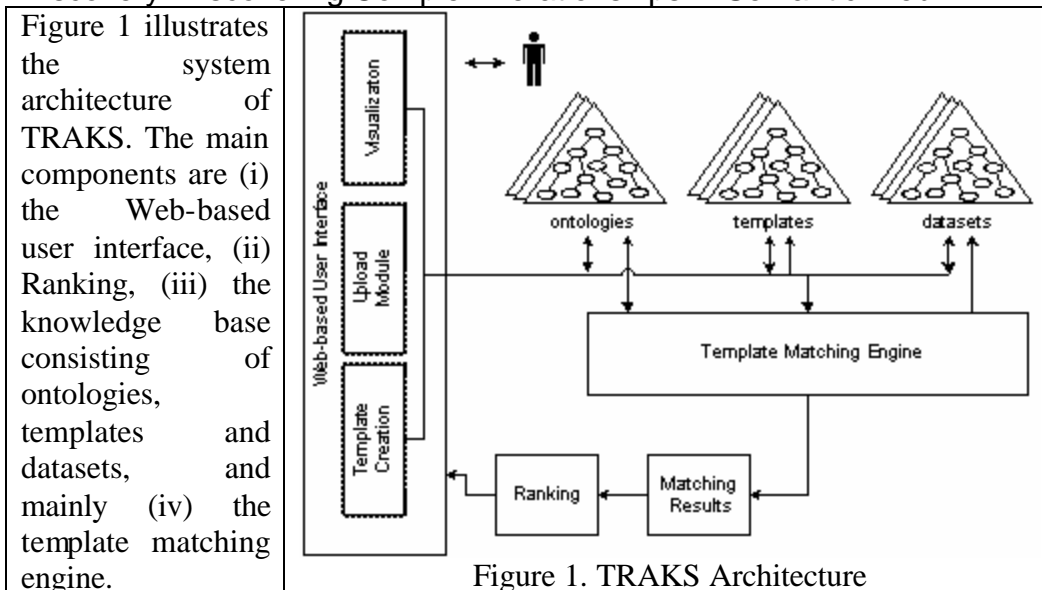 Figure 1 illustrates
the system
architecture of
TRAKS. The main
components are (i)
the Web-based
user interface, (ii)
Ranking, (iii) the
knowledge base
consisting of
ontologies,
templates and
datasets, and
mainly (iv) the
template matching
engine.
Web-based User Interface
Visualizaton
Upload
Module
Template
Creation
ontologies
templates
datasets
Template Matching Engine
Ranking
Matching
Results
Figure 1. TRAKS Architecture